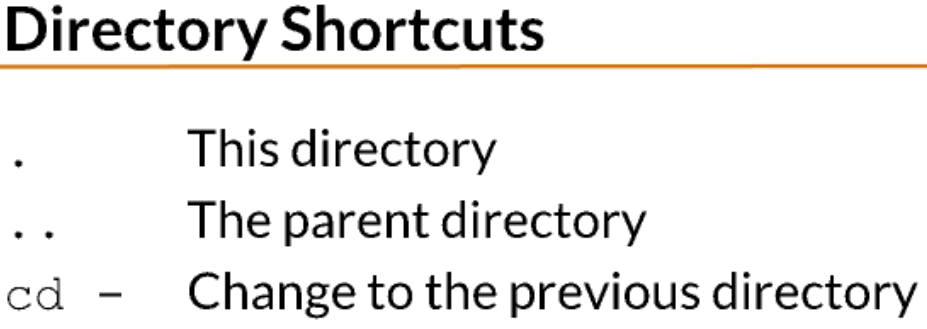 Directory Shortcuts
. This directory
.. The parent directory
cd - Change to the previous directory